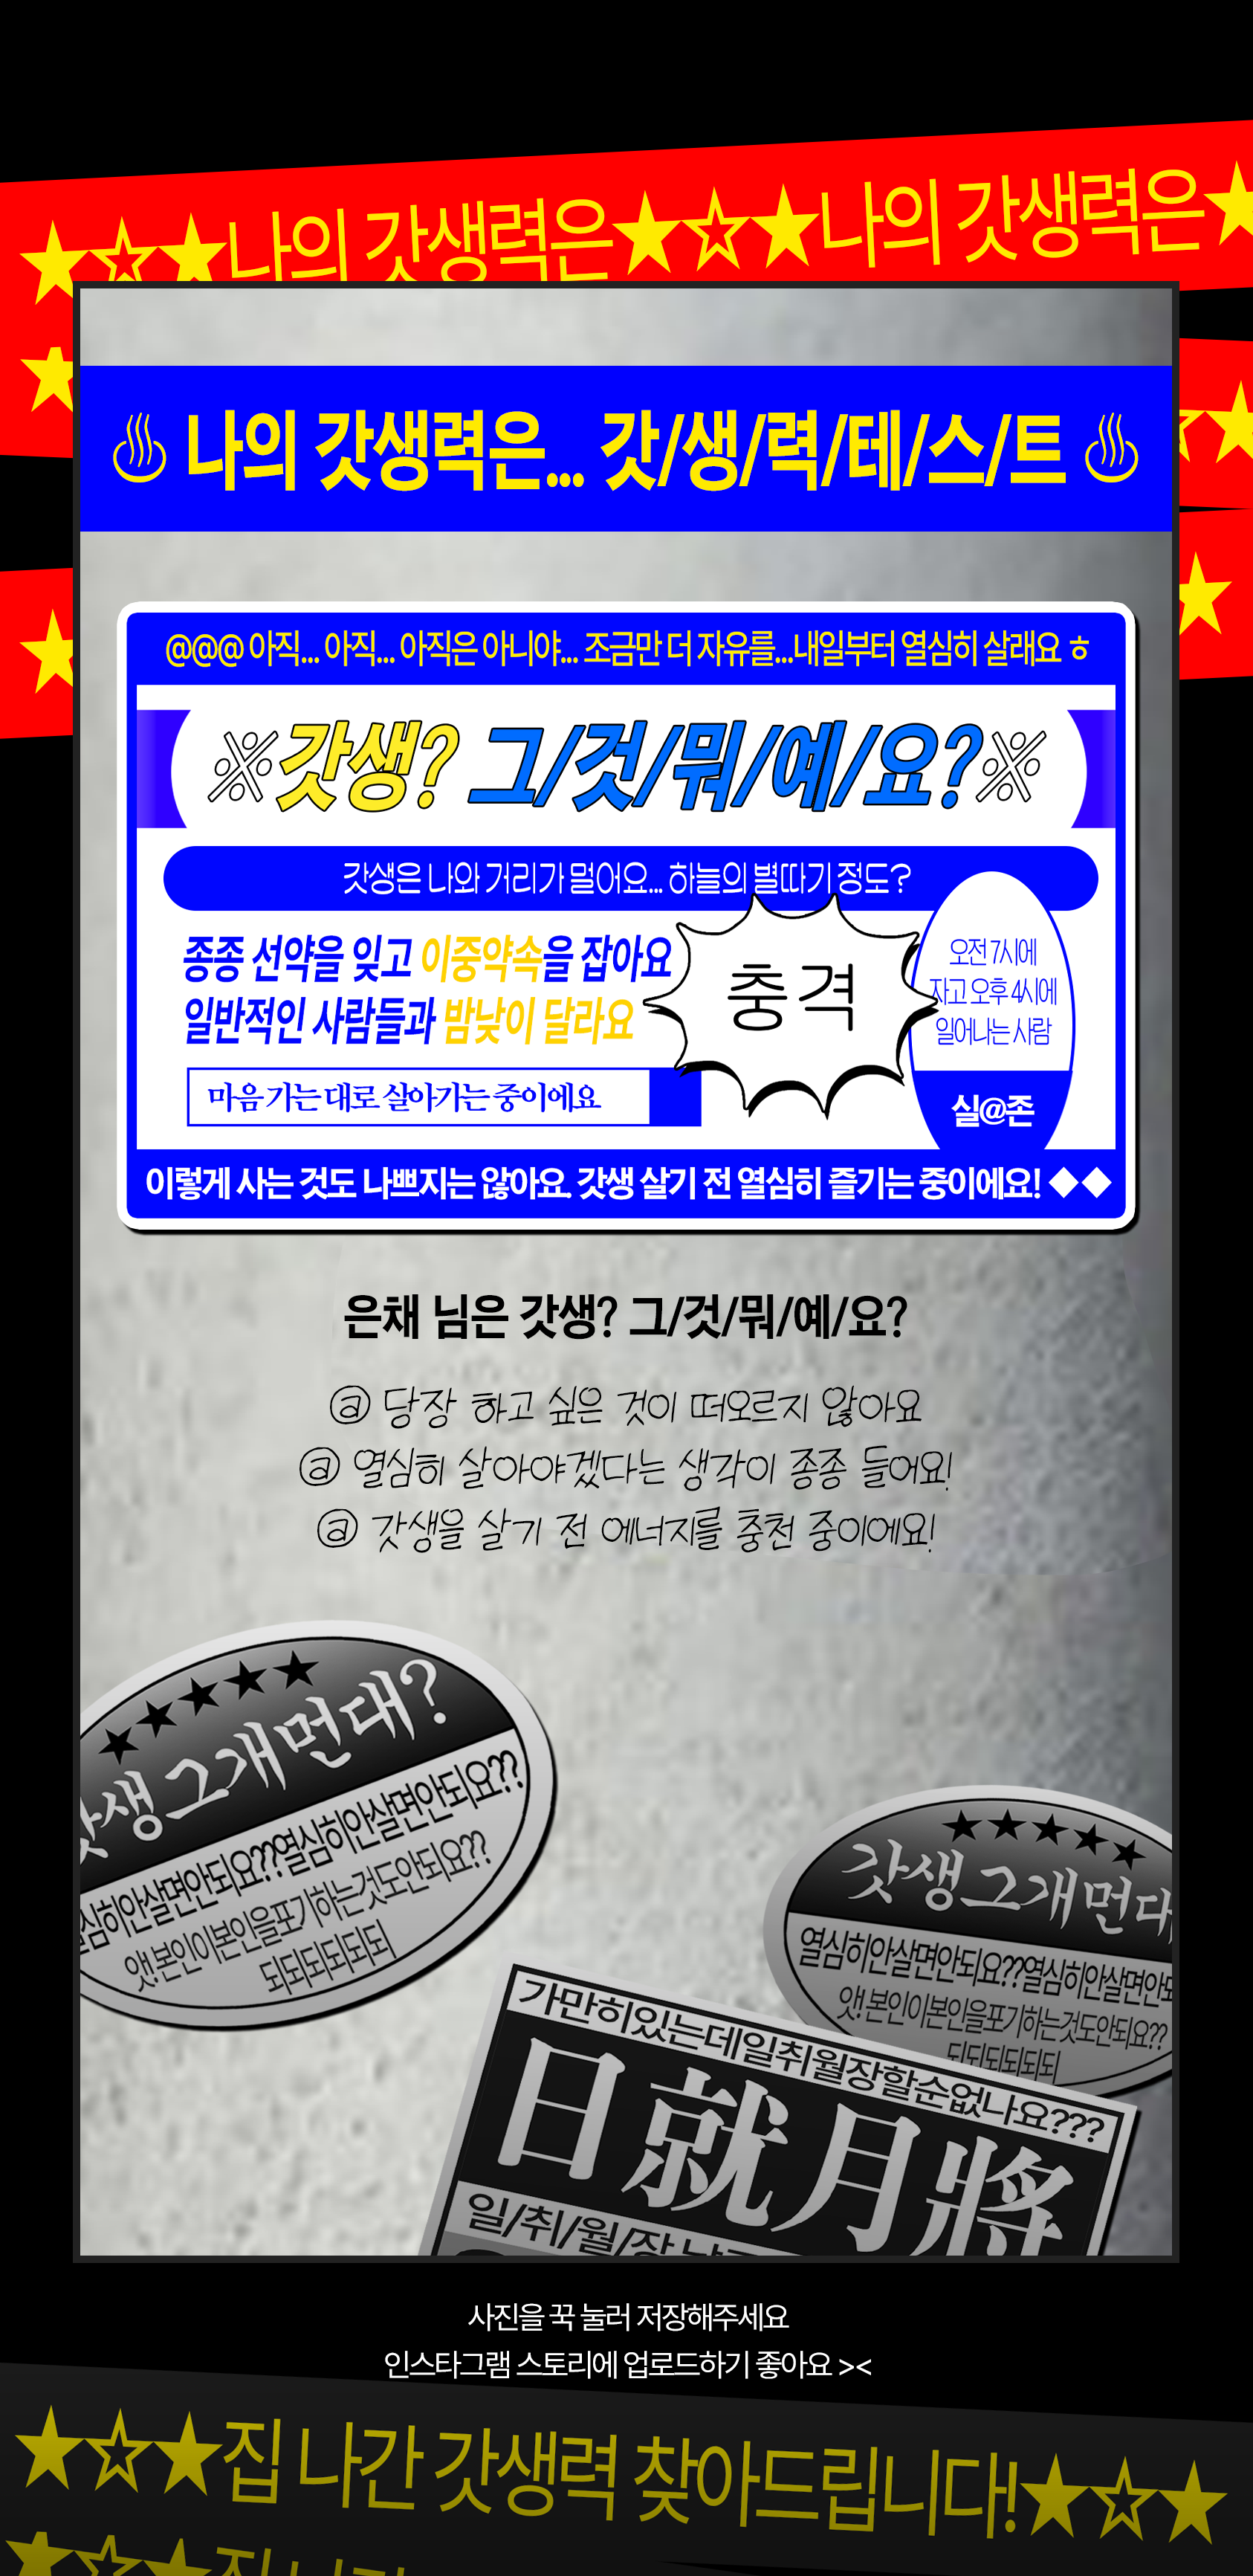 ★☆★나의 갓생력은★☆★나의 갓생력은★
♨ 나의 갓생력은... 갓/생/력/테/스/트 ♨
@@@ 아직... 아직... 아직은 아니야... 조금만 더 자유를...내일부터 열심히 살래요 ㅎ
※갓생? 그/것/뭐/예/요?※
갓생은 나와 거리가 멀어요... 하늘의 별따기 정도?
종종 선약을 잊고 이중약속을 잡아요
일반적인 사람들과 밤낮이 달라요
마음 가는 대로 살아가는 중이에요
충격
오전 7시에
자고 오후 4시에
일어나는 사람
실@존
이렇게 사는 것도 나쁘지는 않아요. 갓생 살기 전 열심히 즐기는 중이에요! ◆◆
은채 님은 갓생? 그/것/뭐/예/요?
@ 당장 하고 싶은 것이 떠오르지 않아요
@ 열심히 살아야겠다는 생각이 종종 들어요!
@ 갓생을 살기 전 에너지를 충천 중이에요!
★★★★★
갓생 그개먼대?
열심히안살면안되요??열심히안살면안되요??
앗!본인이본인을포기하는것도안되요??
되되되되되되
★★★★★
갓생 그개먼대
열심히안살면안되요??열심히안살면안되
앗!본인이본인을포기하는것도안되요??
되되되되되되
가만히있는데일취월장할순없나요???
日就月將
일/취/월/장
사진을 꾹 눌러 저장해주세요
인스타그램 스토리에 업로드하기 좋아요 ><
★☆★집 나간 갓생력 찾아드립니다!★☆★
★☆★집 나간